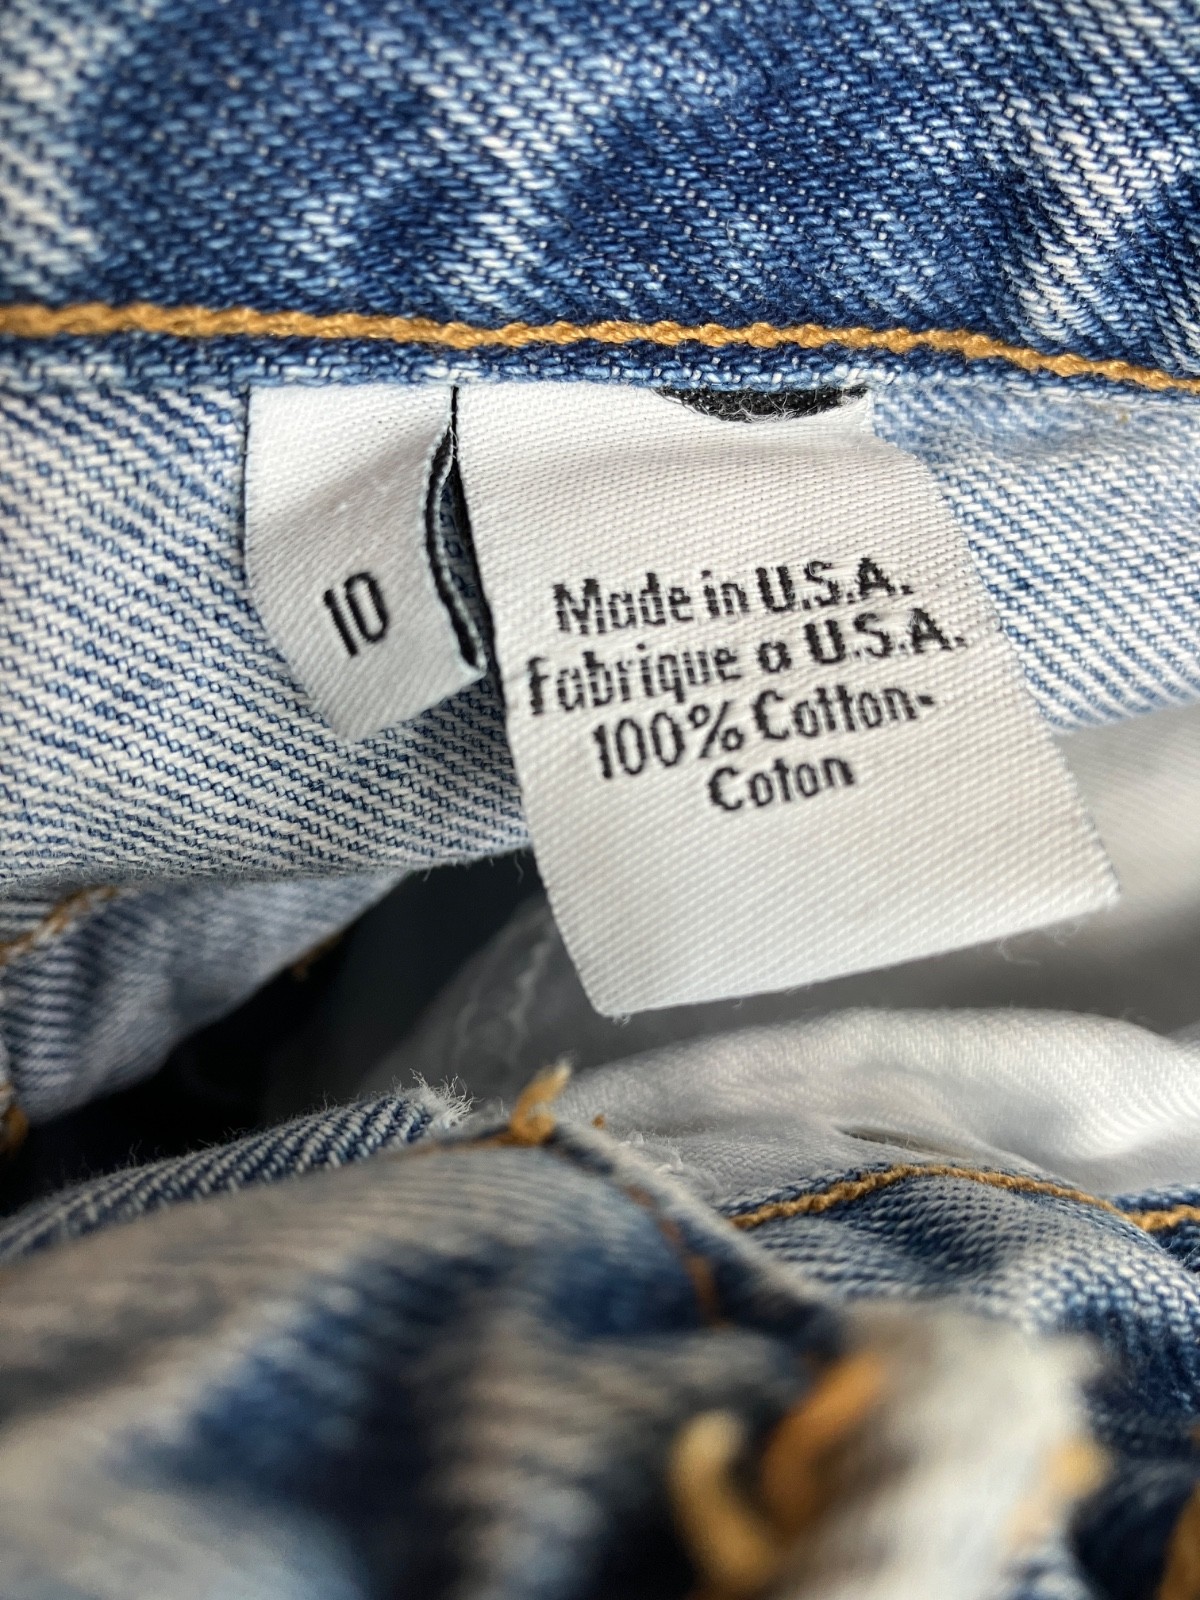 10
Made in U.S.A.
Fabrique a U.S.A.
100% Cotton-
Coton